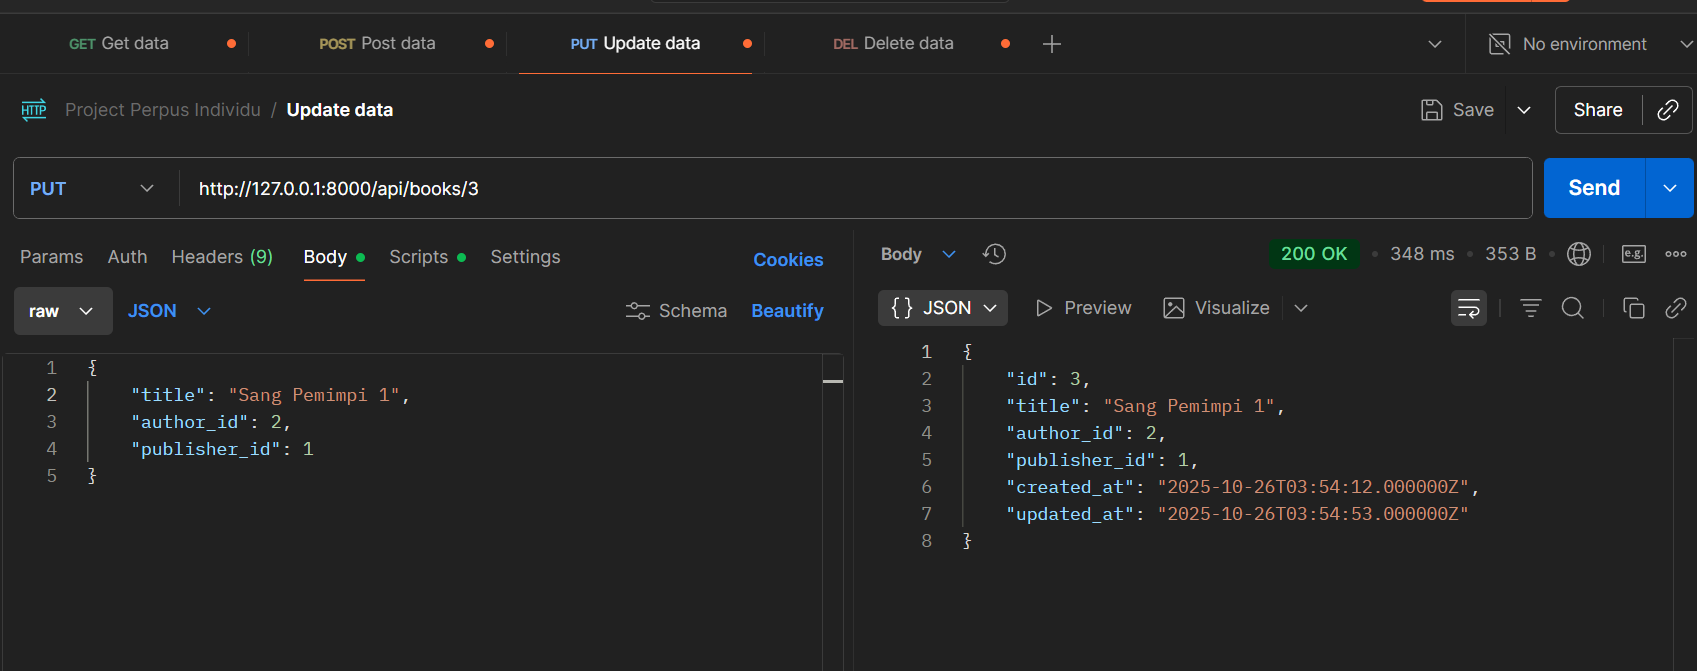 GET Get data POST Post data PUT Update data DEL Delete data No environment
HTTP Project Perpus Individu / Update data Save Share
PUT http://127.0.0.1:8000/api/books/3 Send
Params Auth Headers (9) Body Scripts Settings Cookies
raw JSON Schema Beautify
1 {
2 "title": "Sang Pemimpi 1",
3 "author_id": 2,
4 "publisher_id": 1
5 }
Body 200 OK • 348 ms • 353 B • e.g.
{} JSON Preview Visualize
1 {
2 "id": 3,
3 "title": "Sang Pemimpi 1",
4 "author_id": 2,
5 "publisher_id": 1,
6 "created_at": "2025-10-26T03:54:12.000000Z",
7 "updated_at": "2025-10-26T03:54:53.000000Z"
8 }